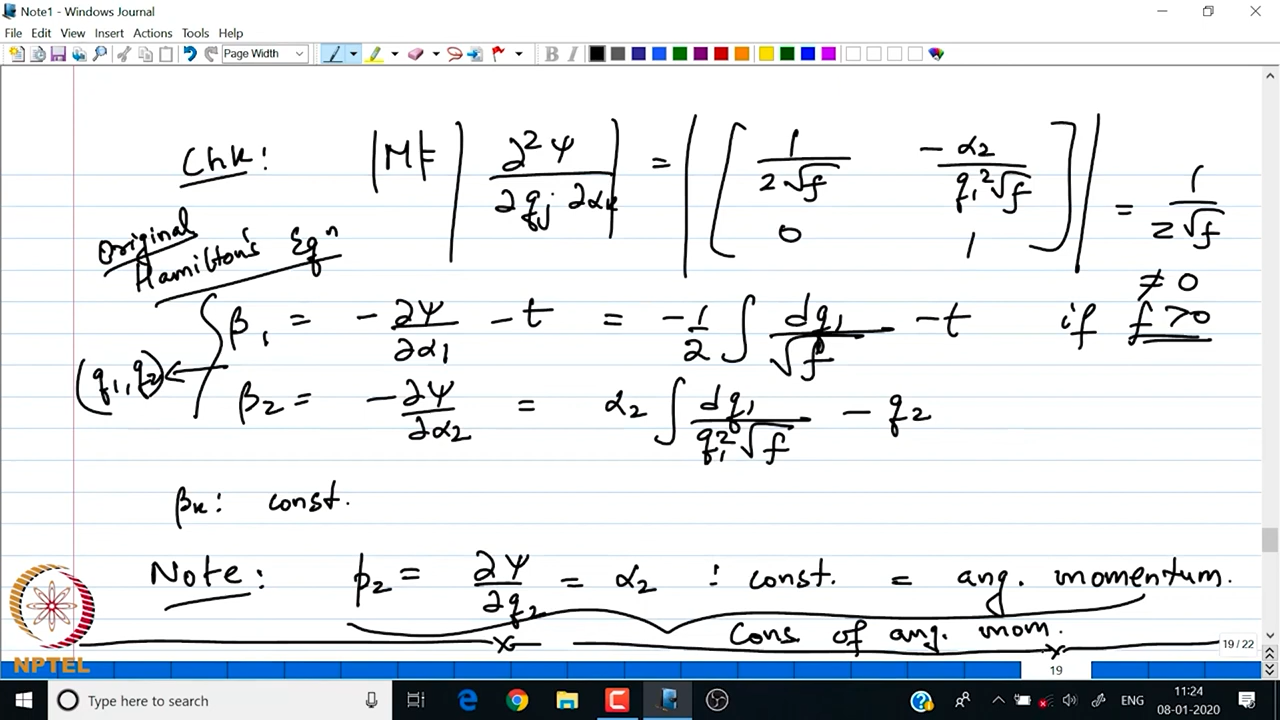 Note1 - Windows Journal
File Edit View Insert Actions Tools Help
Page Width
B I
Chk: |M| = | ∂²Ψ / ∂qj ∂αk | = | [ 1/(2√f)  -α2/(q1²√f) ; 0  1 ] | = 1/(2√f) ≠ 0 if f > 0
Original Hamilton's Eqⁿ
β1 = -∂Ψ/∂α1 - t = -1/2 ∫ dq1/√f - t
(q1, q2) ←
β2 = -∂Ψ/∂α2 = α2 ∫ dq1/(q1²√f) - q2
βk: const.
Note: p2 = ∂Ψ/∂q2 = α2 : const. = ang. momentum.
Cons of ang. mom.
NPTEL
19 / 22
19
Type here to search
ENG
11:24
08-01-2020